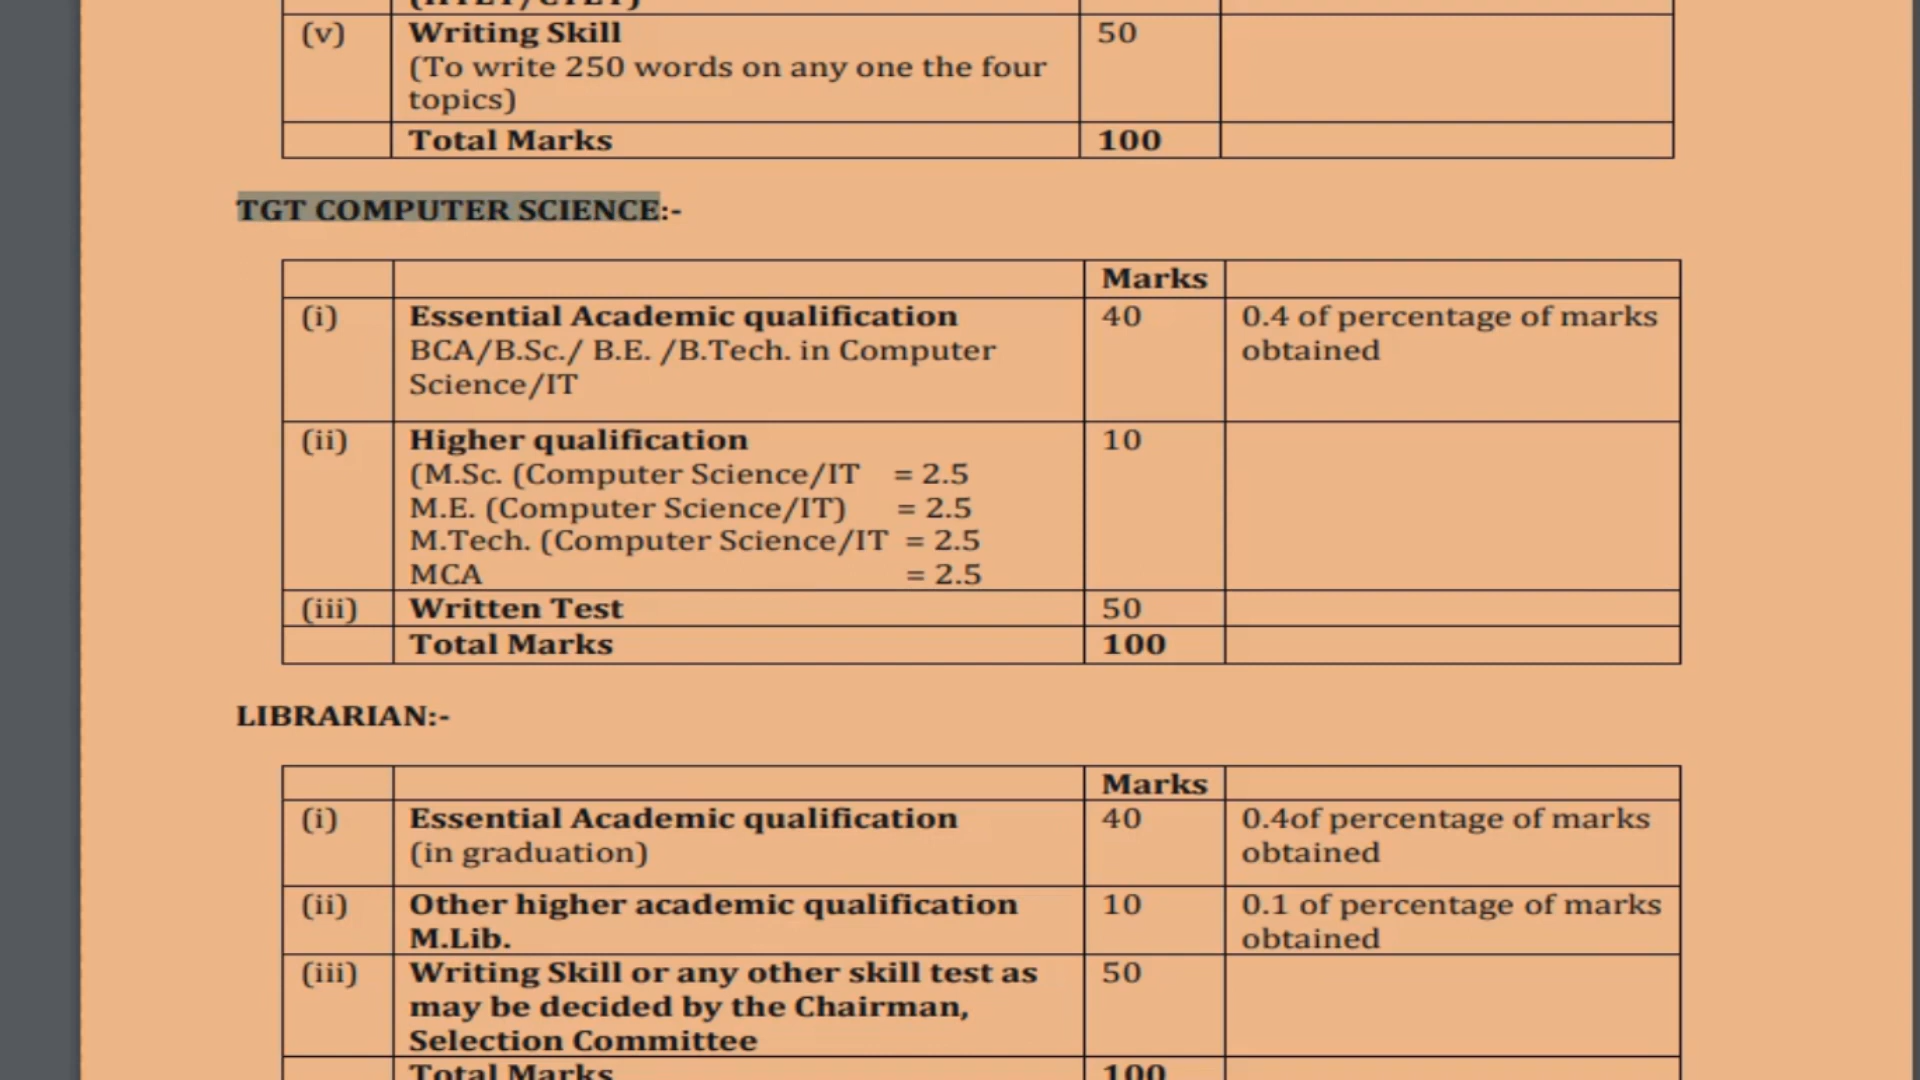 (HTET/CTET)
(v) Writing Skill 50
(To write 250 words on any one the four
topics)
Total Marks 100
TGT COMPUTER SCIENCE:-
Marks
(i) Essential Academic qualification 40 0.4 of percentage of marks
BCA/B.Sc./ B.E. /B.Tech. in Computer obtained
Science/IT
(ii) Higher qualification 10
(M.Sc. (Computer Science/IT = 2.5
M.E. (Computer Science/IT) = 2.5
M.Tech. (Computer Science/IT = 2.5
MCA = 2.5
(iii) Written Test 50
Total Marks 100
LIBRARIAN:-
Marks
(i) Essential Academic qualification 40 0.4of percentage of marks
(in graduation) obtained
(ii) Other higher academic qualification 10 0.1 of percentage of marks
M.Lib. obtained
(iii) Writing Skill or any other skill test as 50
may be decided by the Chairman,
Selection Committee
Total Marks 100